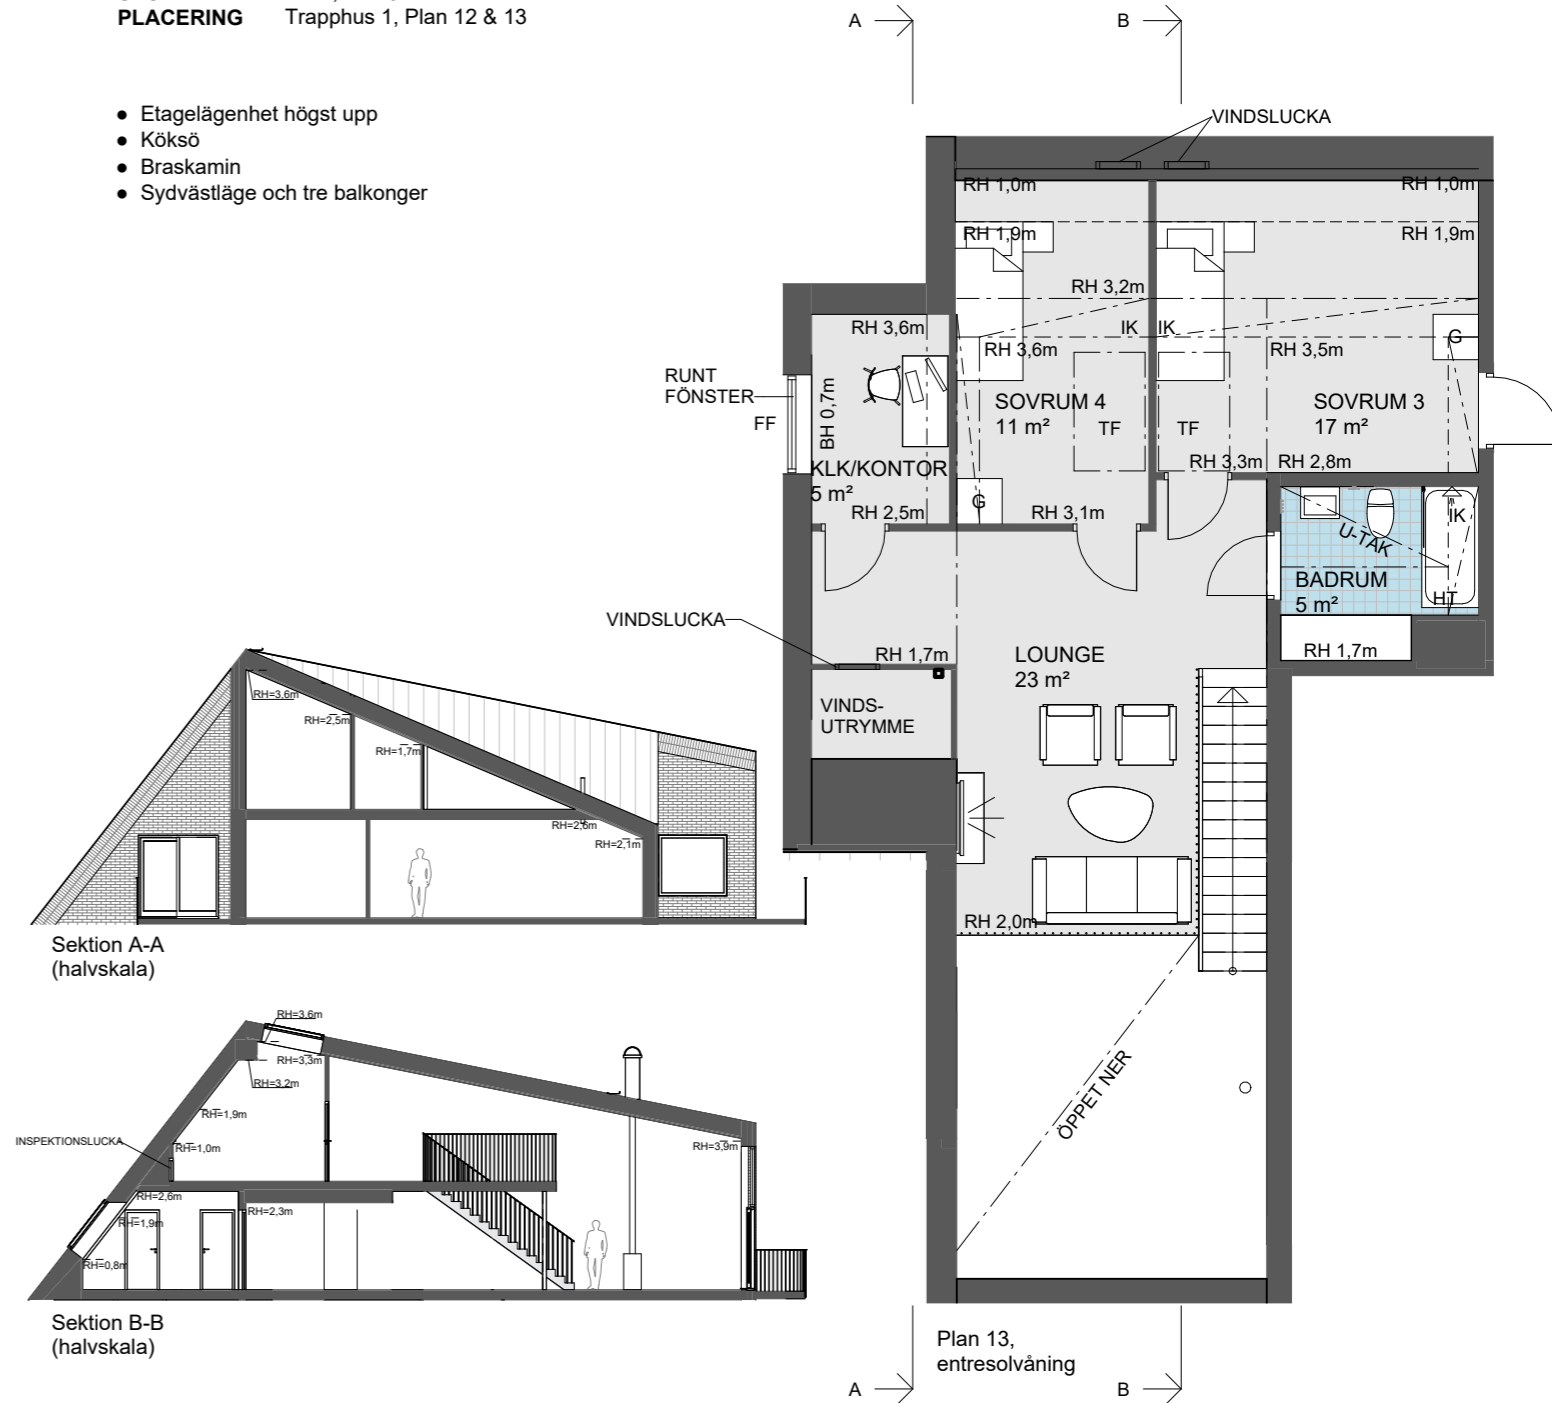 PLACERING Trapphus 1, Plan 12 & 13
● Etagelägenhet högst upp
● Köksö
● Braskamin
● Sydvästläge och tre balkonger
A
B
VINDSLUCKA
RH 1,0m
RH 1,0m
RH 1,9m
RH 1,9m
RH 3,2m
RH 3,6m
IK
IK
RH 3,6m
RH 3,5m
G
RUNT
FÖNSTER
FF
BH 0,7m
SOVRUM 4
11 m²
TF
TF
SOVRUM 3
17 m²
KLK/KONTOR
5 m²
RH 3,3m
RH 2,8m
RH 2,5m
G
RH 3,1m
U-TAK
IK
BADRUM
5 m²
HT
VINDSLUCKA
RH 1,7m
LOUNGE
23 m²
RH 1,7m
VINDS-
UTRYMME
RH 2,0m
ÖPPET NER
RH=3,6m
RH=2,5m
RH=1,7m
RH=2,6m
RH=2,1m
Sektion A-A
(halvskala)
RH=3,6m
RH=3,3m
RH=3,2m
RH=1,9m
INSPEKTIONSLUCKA
RH=1,0m
RH=3,9m
RH=2,6m
RH=2,3m
RH=1,9m
RH=0,8m
Sektion B-B
(halvskala)
Plan 13,
entresolvåning
A
B